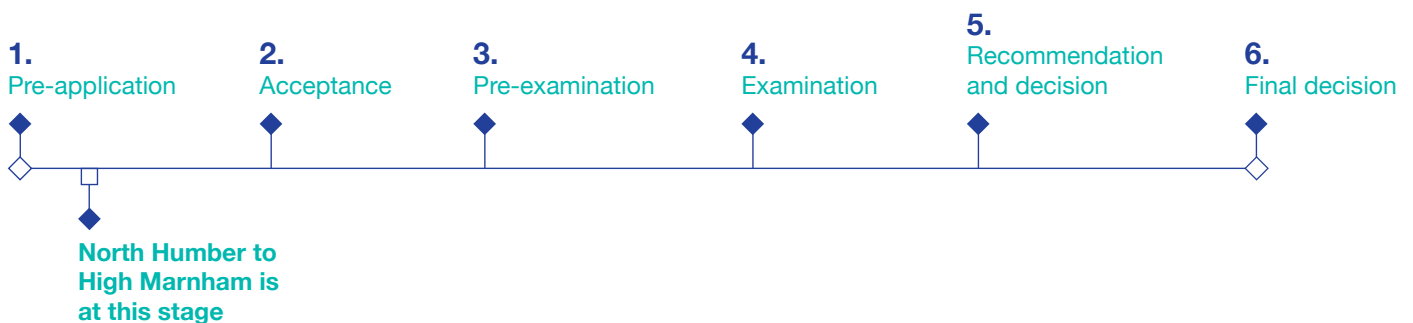 1.
Pre-application
2.
Acceptance
3.
Pre-examination
4.
Examination
5.
Recommendation
and decision
6.
Final decision
North Humber to
High Marnham is
at this stage